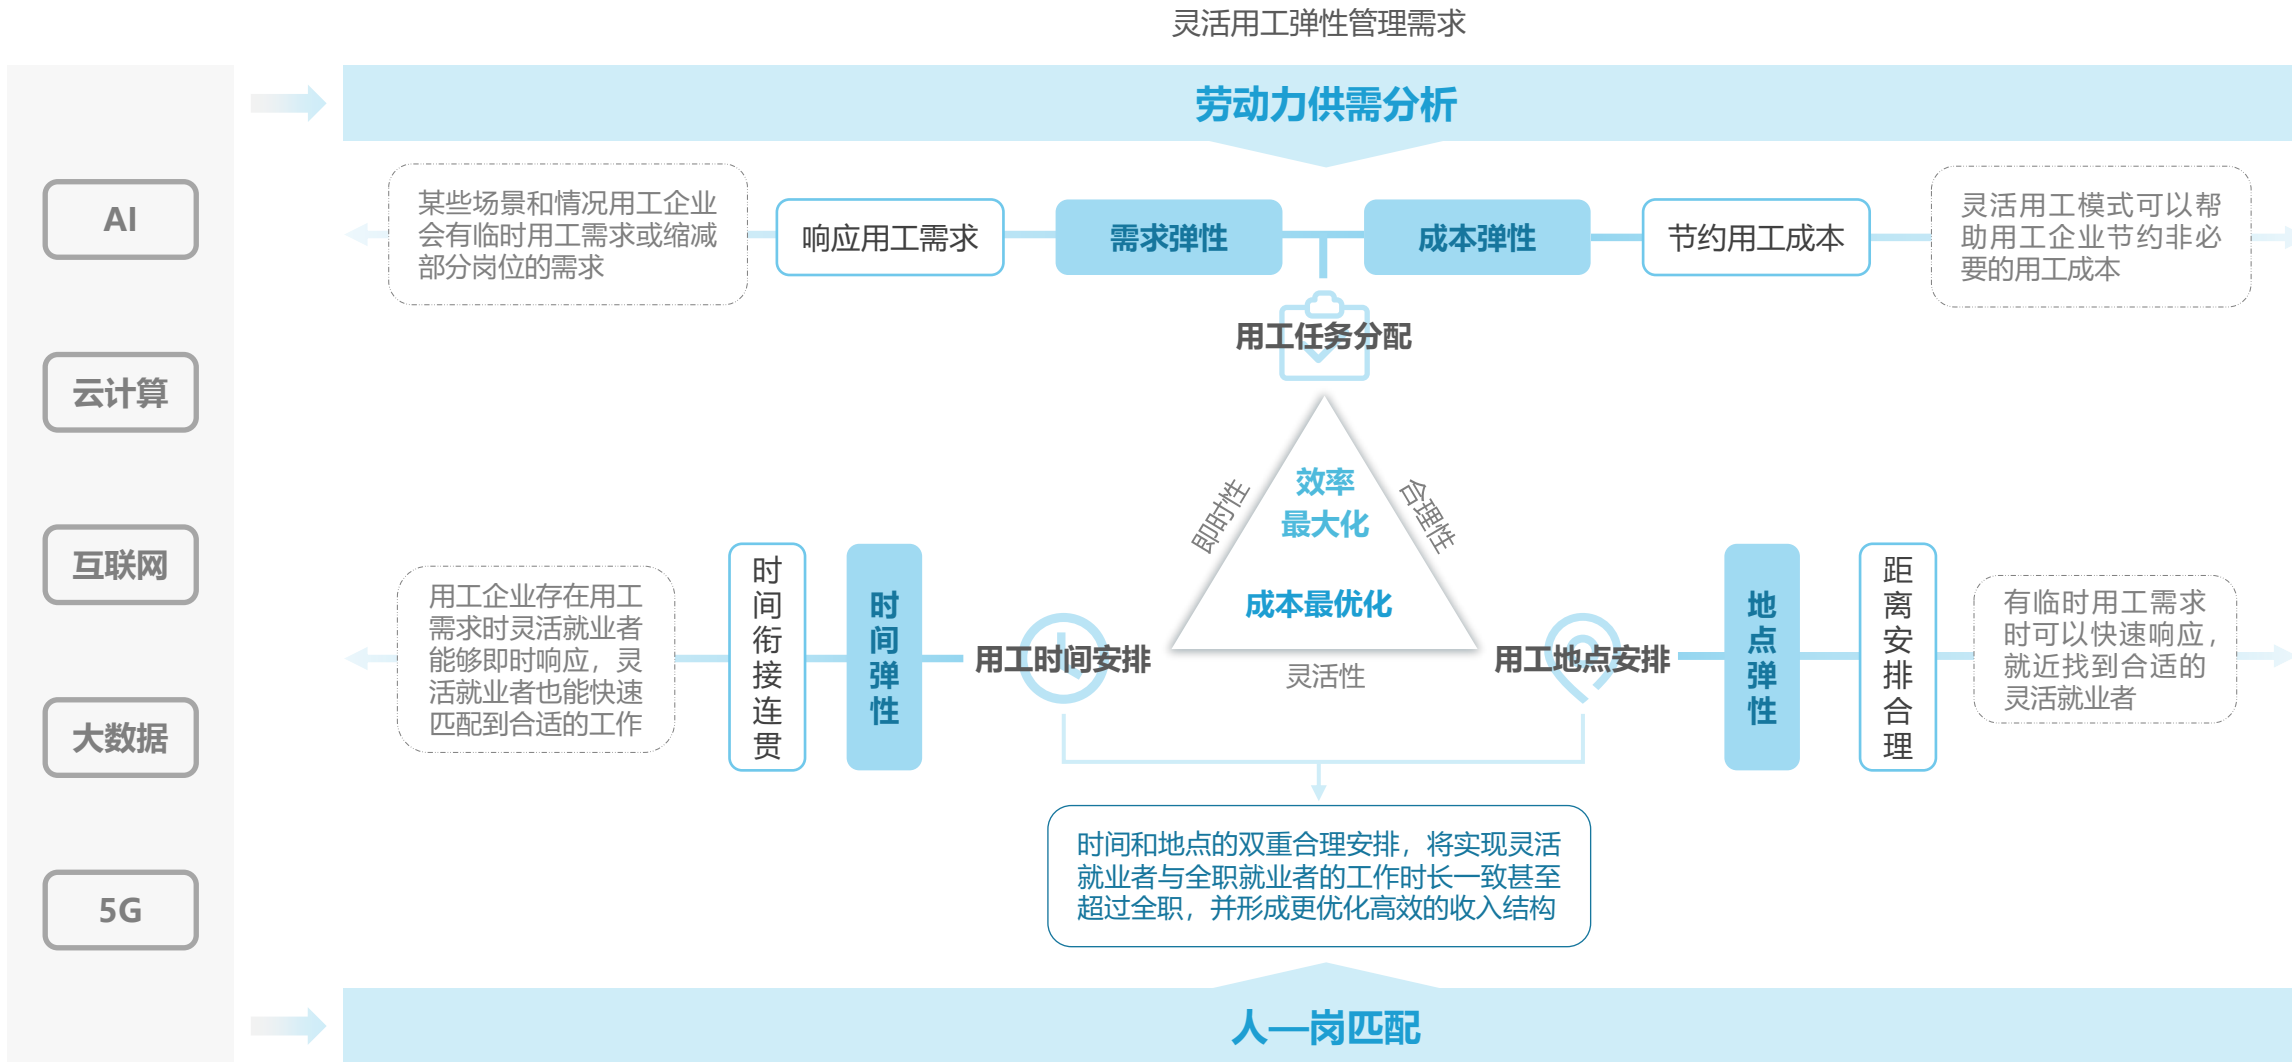 灵活用工弹性管理需求
劳动力供需分析
AI
云计算
互联网
大数据
5G
某些场景和情况用工企业
会有临时用工需求或缩减
部分岗位的需求
响应用工需求
需求弹性
成本弹性
节约用工成本
灵活用工模式可以帮
助用工企业节约非必
要的用工成本
用工任务分配
即时性
效率
最大化
成本最优化
合理性
灵活性
用工企业存在用工
需求时灵活就业者
能够即时响应，灵
活就业者也能快速
匹配到合适的工作
时间衔接连贯
时间弹性
用工时间安排
用工地点安排
地点弹性
距离安排合理
有临时用工需求
时可以快速响应，
就近找到合适的
灵活就业者
时间和地点的双重合理安排，将实现灵活
就业者与全职就业者的工作时长一致甚至
超过全职，并形成更优化高效的收入结构
人—岗匹配